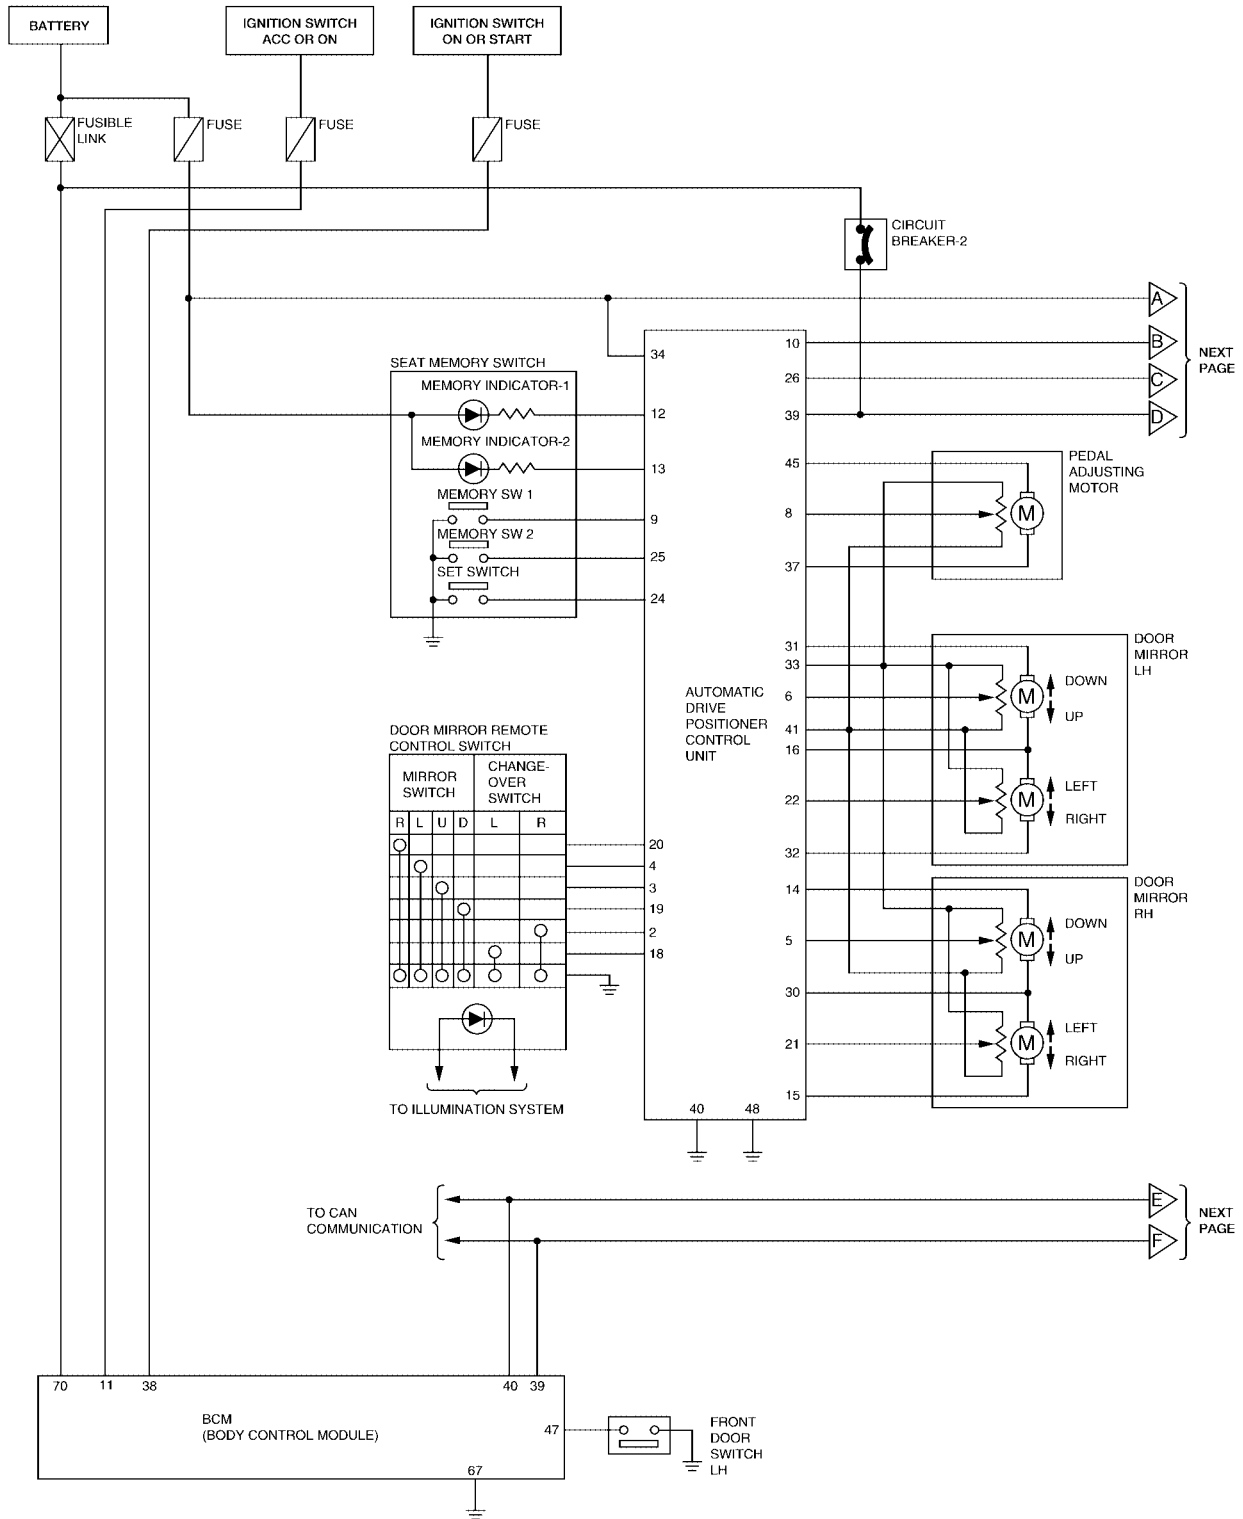 BATTERY
IGNITION SWITCH
ACC OR ON
IGNITION SWITCH
ON OR START
FUSIBLE
LINK
FUSE
FUSE
FUSE
CIRCUIT
BREAKER-2
A
B
C
D
NEXT
PAGE
SEAT MEMORY SWITCH
MEMORY INDICATOR-1
MEMORY INDICATOR-2
MEMORY SW 1
MEMORY SW 2
SET SWITCH
34
12
13
9
25
24
10
26
39
45
8
37
PEDAL
ADJUSTING
MOTOR
M
31
33
6
41
16
22
32
DOOR
MIRROR
LH
M
DOWN
UP
M
LEFT
RIGHT
AUTOMATIC
DRIVE
POSITIONER
CONTROL
UNIT
DOOR MIRROR REMOTE
CONTROL SWITCH
MIRROR
SWITCH
CHANGE-
OVER
SWITCH
R L U D L R
20
4
3
19
2
18
14
5
30
21
15
DOOR
MIRROR
RH
M
DOWN
UP
M
LEFT
RIGHT
TO ILLUMINATION SYSTEM
40 48
TO CAN
COMMUNICATION
E
F
NEXT
PAGE
70 11 38 40 39
BCM
(BODY CONTROL MODULE)
47
67
FRONT
DOOR
SWITCH
LH